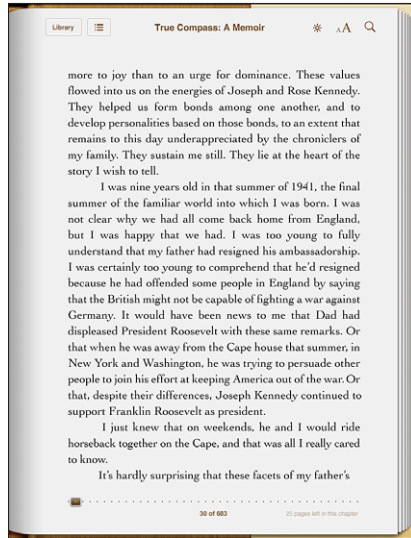 Library
True Compass: A Memoir
AA
more to joy than to an urge for dominance. These values
flowed into us on the energies of Joseph and Rose Kennedy.
They helped us form bonds among one another, and to
develop personalities based on those bonds, to an extent that
remains to this day underappreciated by the chroniclers of
my family. They sustain me still. They lie at the heart of the
story I wish to tell.
I was nine years old in that summer of 1941, the final
summer of the familiar world into which I was born. I was
not clear why we had all come back home from England,
but I was happy that we had. I was too young to fully
understand that my father had resigned his ambassadorship.
I was certainly too young to comprehend that he'd resigned
because he had offended some people in England by saying
that the British might not be capable of fighting a war against
Germany. It would have been news to me that Dad had
displeased President Roosevelt with these same remarks. Or
that when he was away from the Cape house that summer, in
New York and Washington, he was trying to persuade other
people to join his effort at keeping America out of the war. Or
that, despite their differences, Joseph Kennedy continued to
support Franklin Roosevelt as president.
I just knew that on weekends, he and I would ride
horseback together on the Cape, and that was all I really cared
to know.
It's hardly surprising that these facets of my father's
30 of 683
25 pages left in this chapter